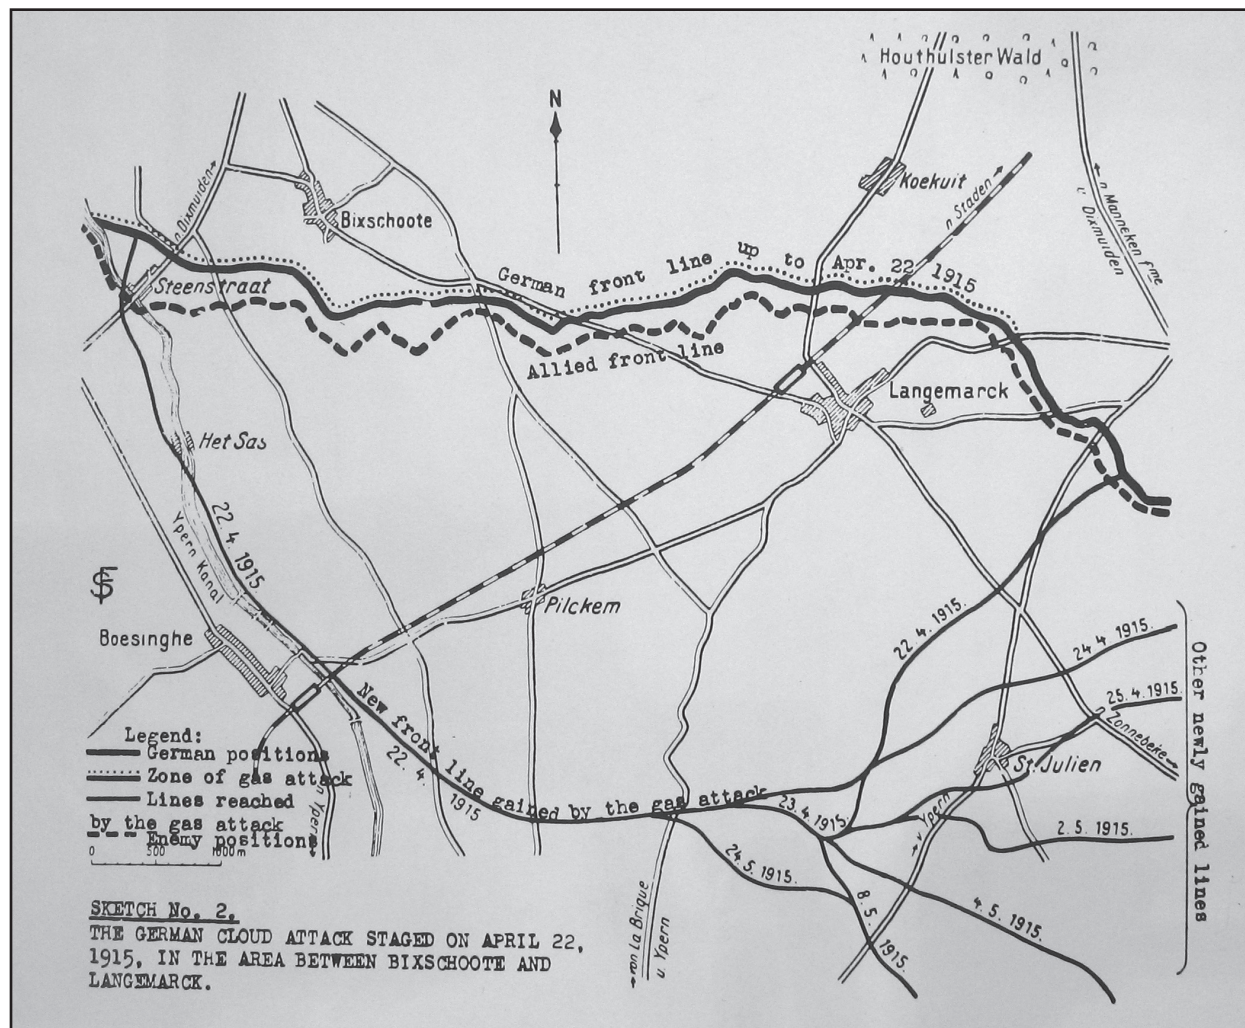 Houthulster Wald
N
Koekuit
n Staden
n Manneken fme
v Dixmuiden
n Dixmuiden
Bixschoote
German front line up to Apr. 22 1915
Steenstraat
Allied front line
Langemarck
Het Sas
22. 4. 1915
Ypern Kanal
Pilckem
Boesinghe
22. 4. 1915.
24. 4. 1915.
25. 4. 1915.
Zonnebeke
St. Julien
v. Ypern
2. 5. 1915.
Other newly gained lines
New front line gained by the gas attack
22. 4 1915
23. 4. 1915.
24. 5. 1915.
8. 5. 1915.
4. 5. 1915.
von La Brique
u. Ypern
n Ypern
Legend:
German positions
Zone of gas attack
Lines reached
by the gas attack
Enemy positions
0 500 1000 m
SKETCH No. 2.
THE GERMAN CLOUD ATTACK STAGED ON APRIL 22,
1915, IN THE AREA BETWEEN BIXSCHOOTE AND
LANGEMARCK.